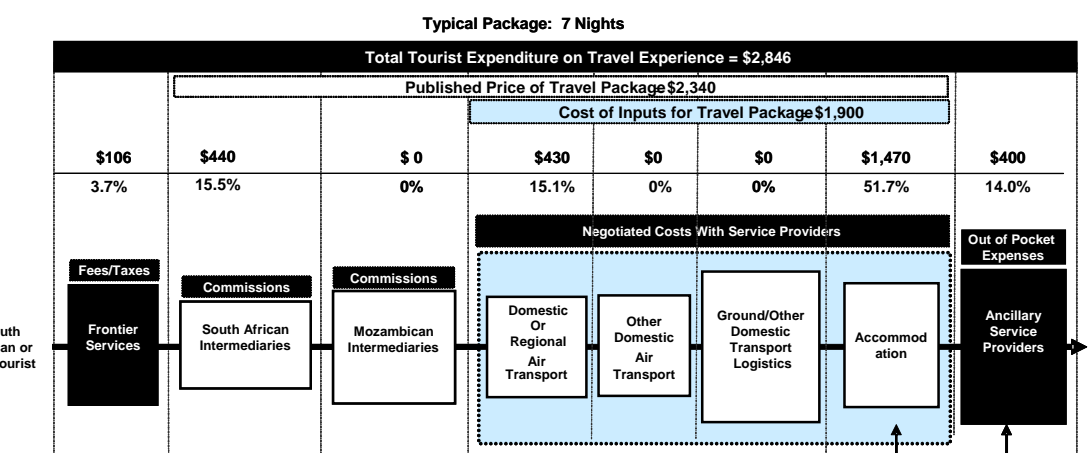 Typical Package: 7 Nights
Total Tourist Expenditure on Travel Experience = $2,846
Published Price of Travel Package $2,340
Cost of Inputs for Travel Package $1,900
$106
$440
$ 0
$430
$0
$0
$1,470
$400
3.7%
15.5%
0%
15.1%
0%
0%
51.7%
14.0%
Negotiated Costs With Service Providers
Out of Pocket
Expenses
Fees/Taxes
Commissions
Commissions
Frontier
Services
South African
Intermediaries
Mozambican
Intermediaries
Domestic
Or
Regional
Air
Transport
Other
Domestic
Air
Transport
Ground/Other
Domestic
Transport
Logistics
Accommod
ation
Ancillary
Service
Providers
uth
an or
ourist